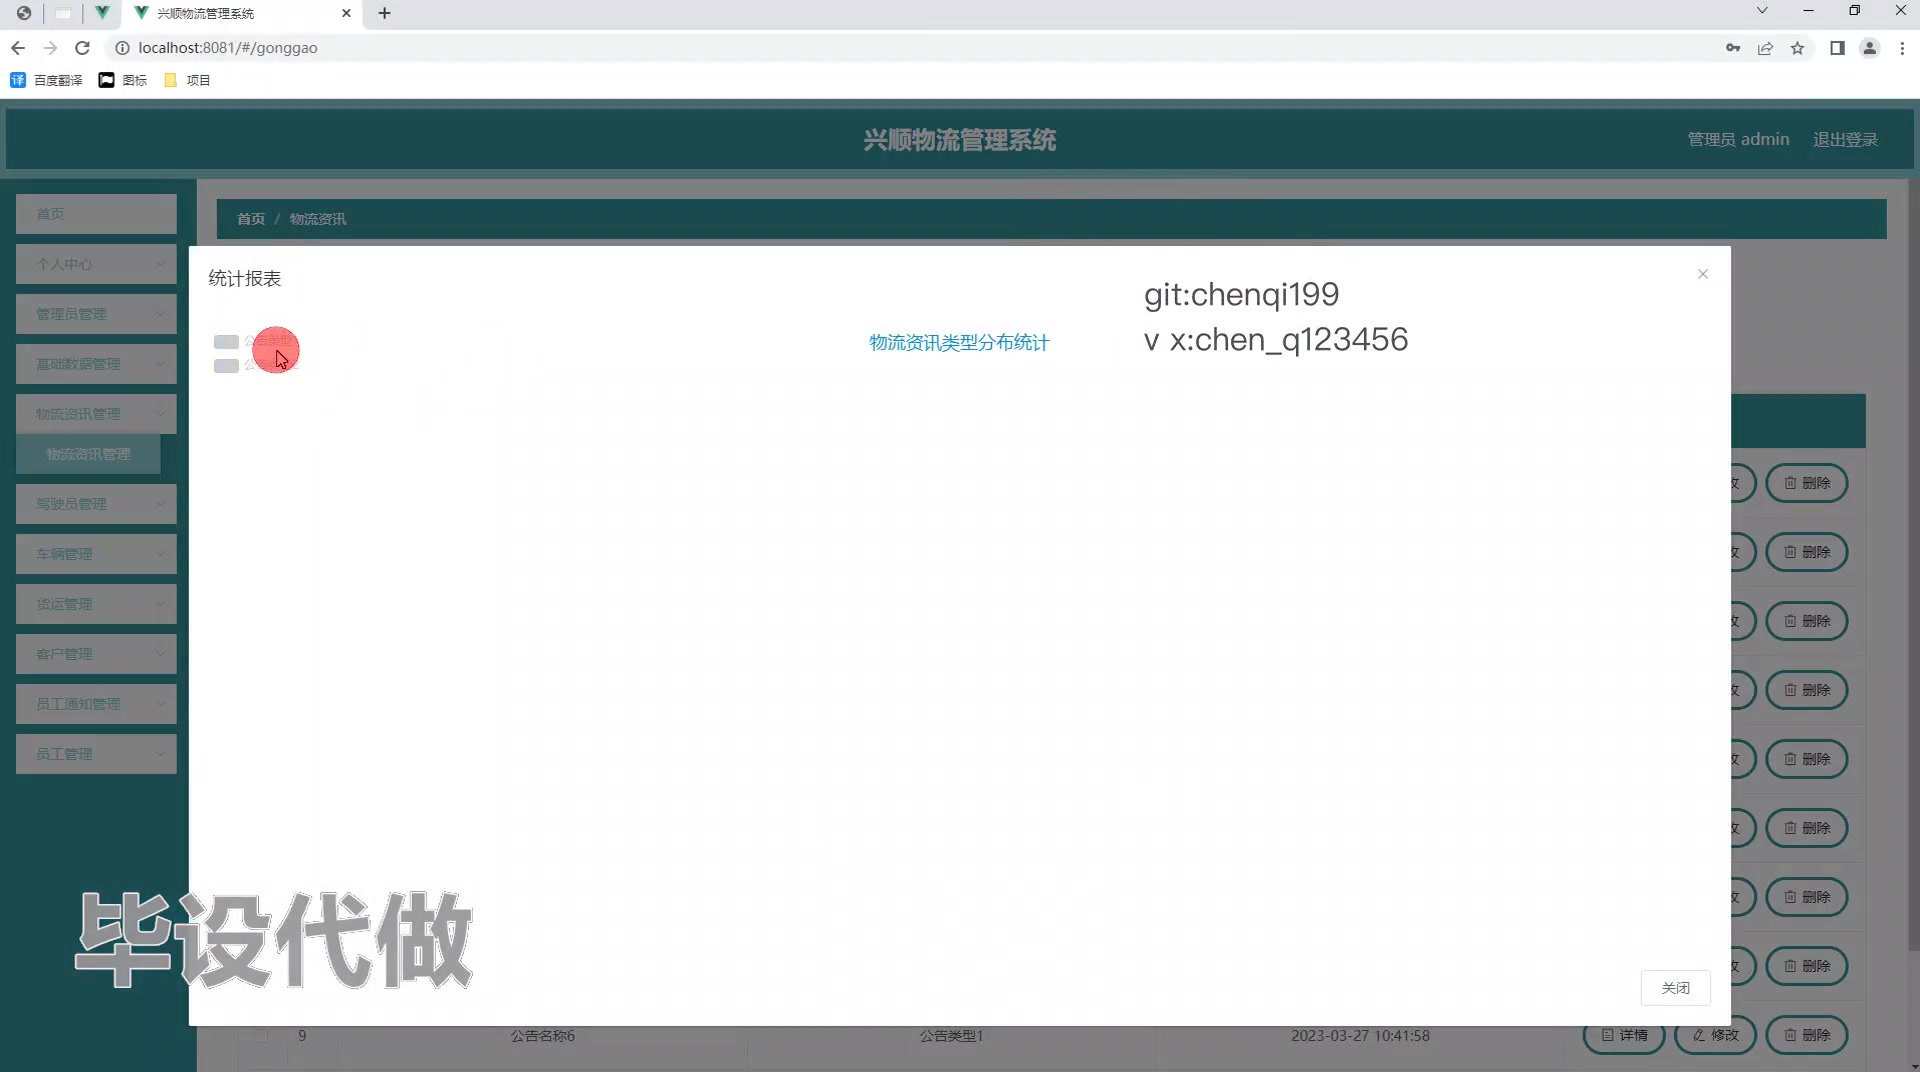 兴顺物流管理系统
localhost:8081/#/gonggao
百度翻译
图标
项目
兴顺物流管理系统
管理员 admin
退出登录
首页
个人中心
管理员管理
基础数据管理
物流资讯管理
物流资讯管理
驾驶员管理
车辆管理
货运管理
客户管理
员工通知管理
员工管理
首页 / 物流资讯
统计报表
git:chenqi199
v x:chen_q123456
物流资讯类型分布统计
删除
删除
删除
删除
删除
删除
删除
删除
关闭
毕设代做
9 公告名称6 公告类型1 2023-03-27 10:41:58 详情 修改 删除